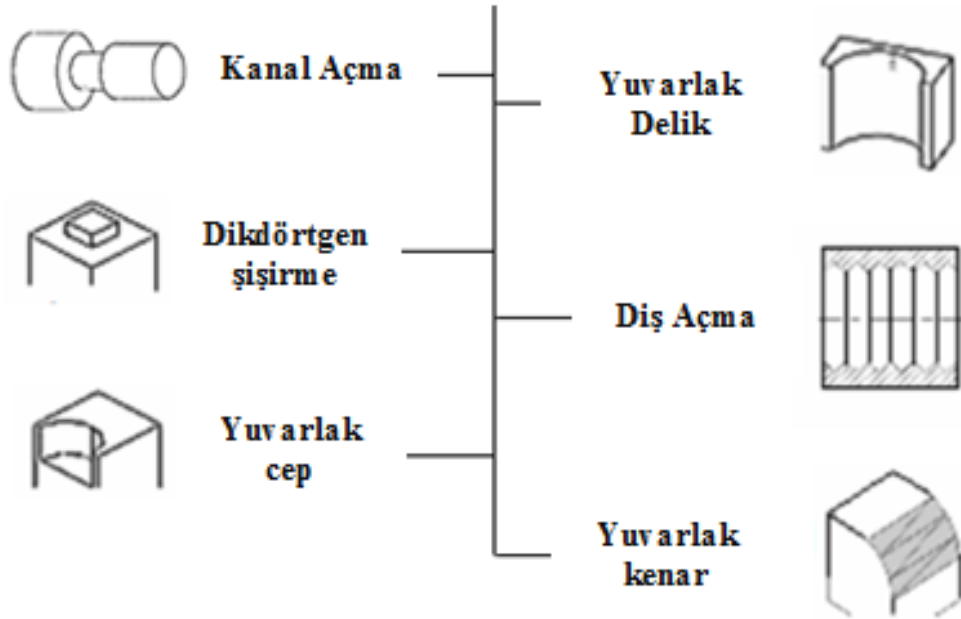 Kanal Açma
Yuvarlak
Delik
Dikdörtgen
şişirme
Diş Açma
Yuvarlak
cep
Yuvarlak
kenar